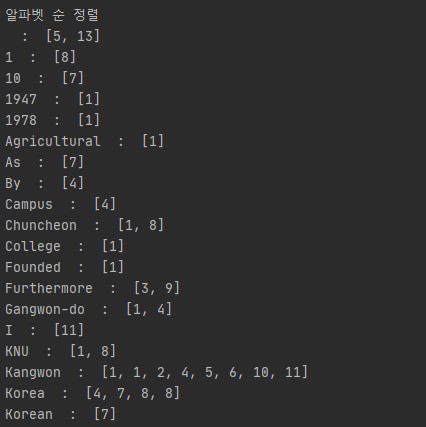 알파벳 순 정렬
  :  [5, 13]
1  :  [8]
10  :  [7]
1947  :  [1]
1978  :  [1]
Agricultural  :  [1]
As  :  [7]
By  :  [4]
Campus  :  [4]
Chuncheon  :  [1, 8]
College  :  [1]
Founded  :  [1]
Furthermore  :  [3, 9]
Gangwon-do  :  [1, 4]
I  :  [11]
KNU  :  [1, 8]
Kangwon  :  [1, 1, 2, 4, 5, 6, 10, 11]
Korea  :  [4, 7, 8, 8]
Korean  :  [7]